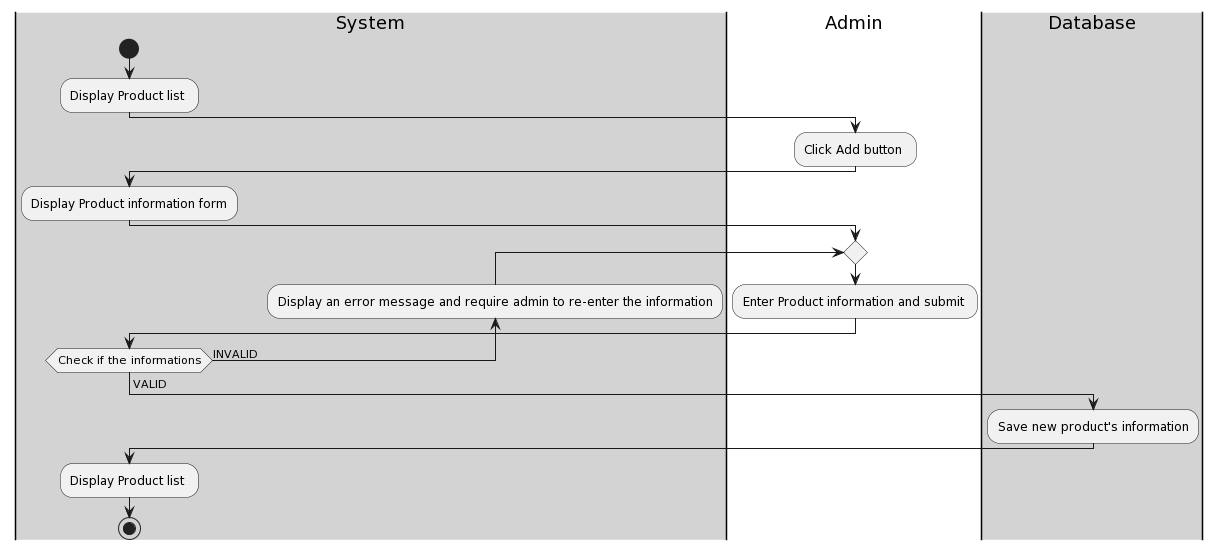 System
Admin
Database
Display Product list
Click Add button
Display Product information form
Display an error message and require admin to re-enter the information
Enter Product information and submit
Check if the informations
INVALID
VALID
Save new product's information
Display Product list